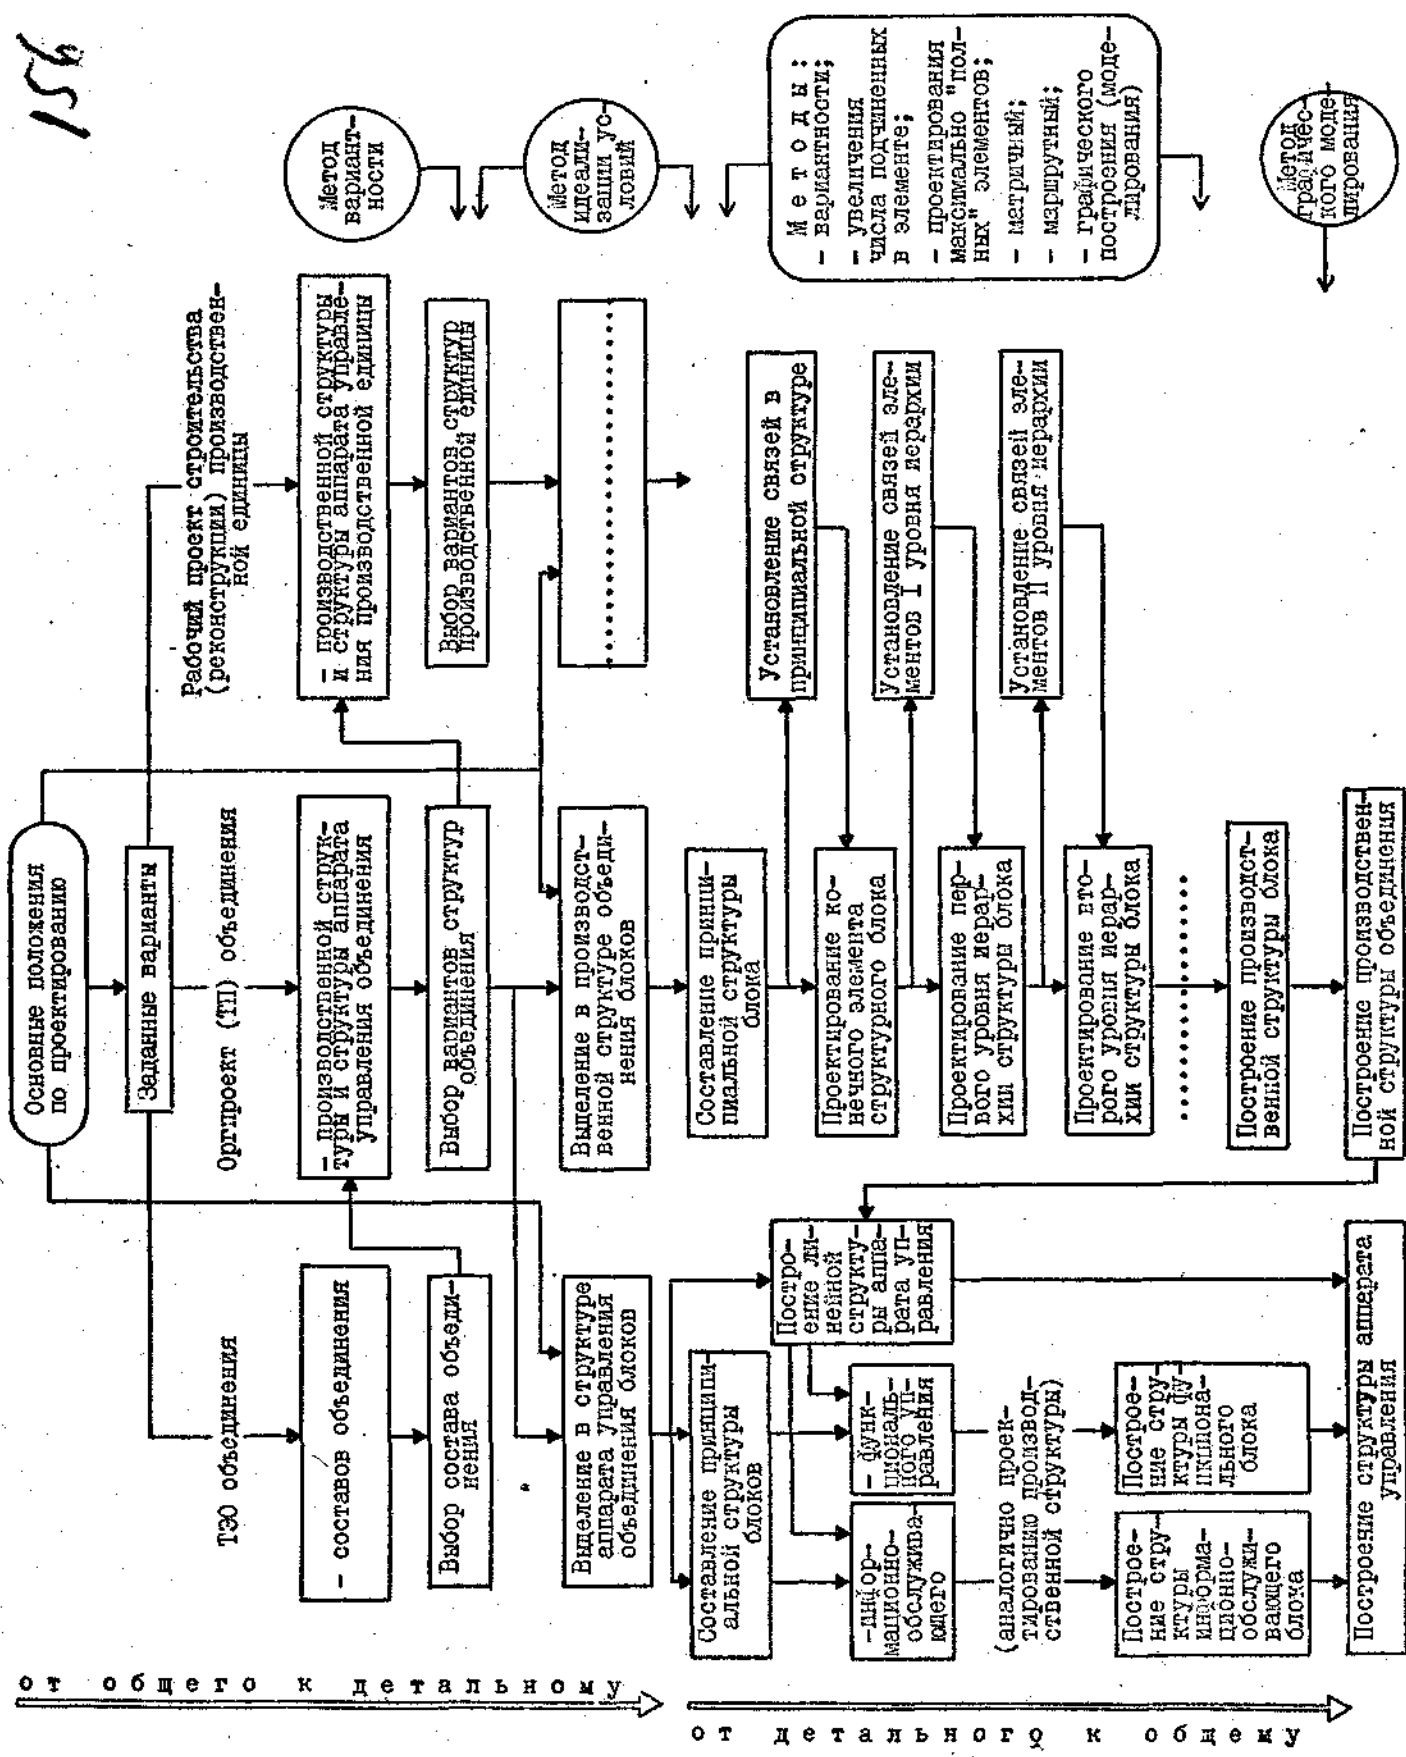 154
Основные положения
по проектированию
Заданные варианты
ТЭО объединения
Оргпроект (ТП) объединения
Рабочий проект строительства
(реконструкции) производствен-
ной единицы
- составов объединения
- производственной струк-
туры и структуры аппарата
управления объединения
- производственной структуры
и структуры аппарата управле-
ния производственной единицы
Метод
вариант-
ности
Выбор состава объеди-
нения
Выбор вариантов структур
объединения
Выбор вариантов структур
производственной единицы
Выделение в структуре
аппарата управления
объединения блоков
Выделение в производст-
венной структуре объеди-
нения блоков
Метод
идеали-
зации ус-
ловий
Составление принципи-
альной структуры
блоков
Составление принци-
пиальной структуры
блока
Установление связей в
принципиальной структуре
Методы:
- вариантности;
- увеличения
числа подчиненных
в элементе;
- проектирования
максимально "пол-
ных" элементов;
- матричный;
- маршрутный;
- графического
построения (моде-
лирования)
Построе-
ние ли-
нейной
структу-
ры аппа-
рата уп-
равления
Проектирование ко-
нечного элемента
структурного блока
-инфор-
мационно-
обслужива-
ющего
- функ-
циональ-
ного уп-
равления
Установление связей эле-
ментов I уровня иерархии
Проектирование пер-
вого уровня иерар-
хии структуры блока
(аналогично проек-
тированию производ-
ственной структуры)
Установление связей эле-
ментов II уровня иерархии
Проектирование вто-
рого уровня иерар-
хии структуры блока
Построе-
ние стру-
ктуры
информа-
ционно-
обслужи-
вающего
блока
Построе-
ние стру-
ктуры фу-
нкциона-
льного
блока
Построение производст-
венной структуры блока
Метод
графичес-
кого моде-
лирования
Построение структуры аппарата
управления
Построение производствен-
ной структуры объединения
от общего к детальному
от детального к общему